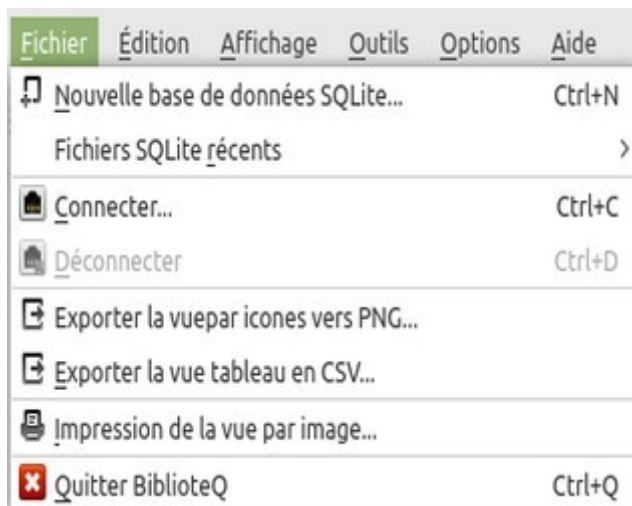 Fichier Édition Affichage Outils Options Aide
Nouvelle base de données SQLite... Ctrl+N
Fichiers SQLite récents
Connecter... Ctrl+C
Déconnecter Ctrl+D
Exporter la vuepar icones vers PNG...
Exporter la vue tableau en CSV...
Impression de la vue par image...
Quitter BiblioteQ Ctrl+Q